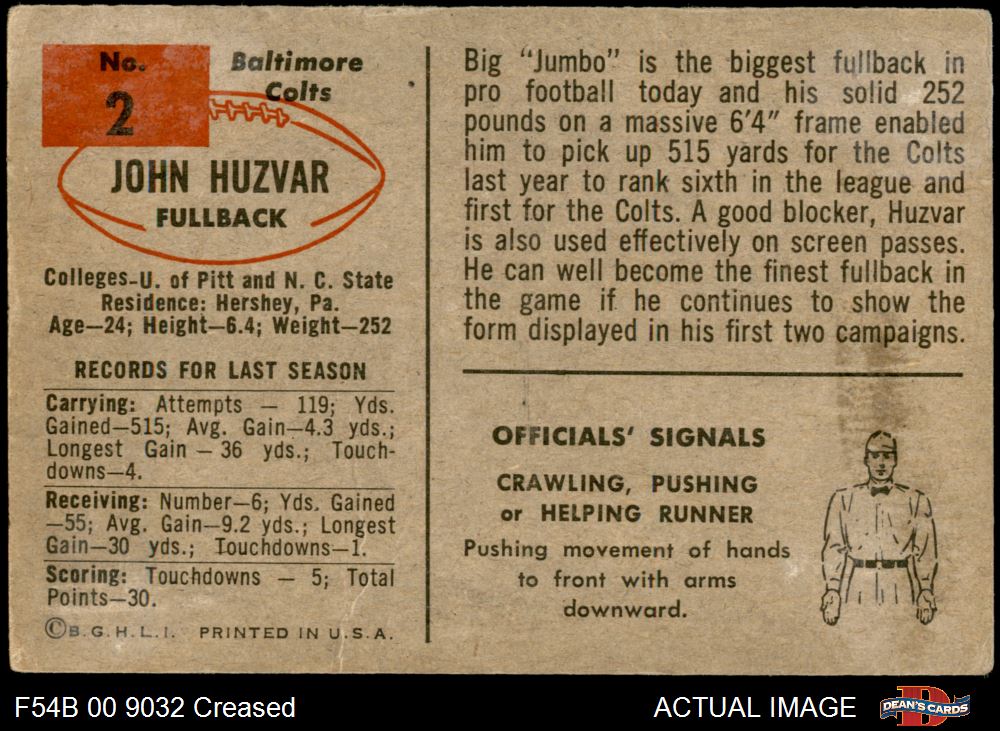 No.
2
Baltimore
Colts
JOHN HUZVAR
FULLBACK
Colleges-U. of Pitt and N. C. State
Residence: Hershey, Pa.
Age—24; Height—6.4; Weight—252
RECORDS FOR LAST SEASON
Carrying: Attempts — 119; Yds.
Gained—515; Avg. Gain—4.3 yds.;
Longest Gain — 36 yds.; Touch-
downs—4.
Receiving: Number—6; Yds. Gained
—55; Avg. Gain—9.2 yds.; Longest
Gain—30 yds.; Touchdowns—1.
Scoring: Touchdowns — 5; Total
Points—30.
©B.G.H.L.I. PRINTED IN U.S.A.
Big "Jumbo" is the biggest fullback in
pro football today and his solid 252
pounds on a massive 6'4" frame enabled
him to pick up 515 yards for the Colts
last year to rank sixth in the league and
first for the Colts. A good blocker, Huzvar
is also used effectively on screen passes.
He can well become the finest fullback in
the game if he continues to show the
form displayed in his first two campaigns.
OFFICIALS' SIGNALS
CRAWLING, PUSHING
or HELPING RUNNER
Pushing movement of hands
to front with arms
downward.
F54B 00 9032 Creased
ACTUAL IMAGE
D
DEAN'S CARDS